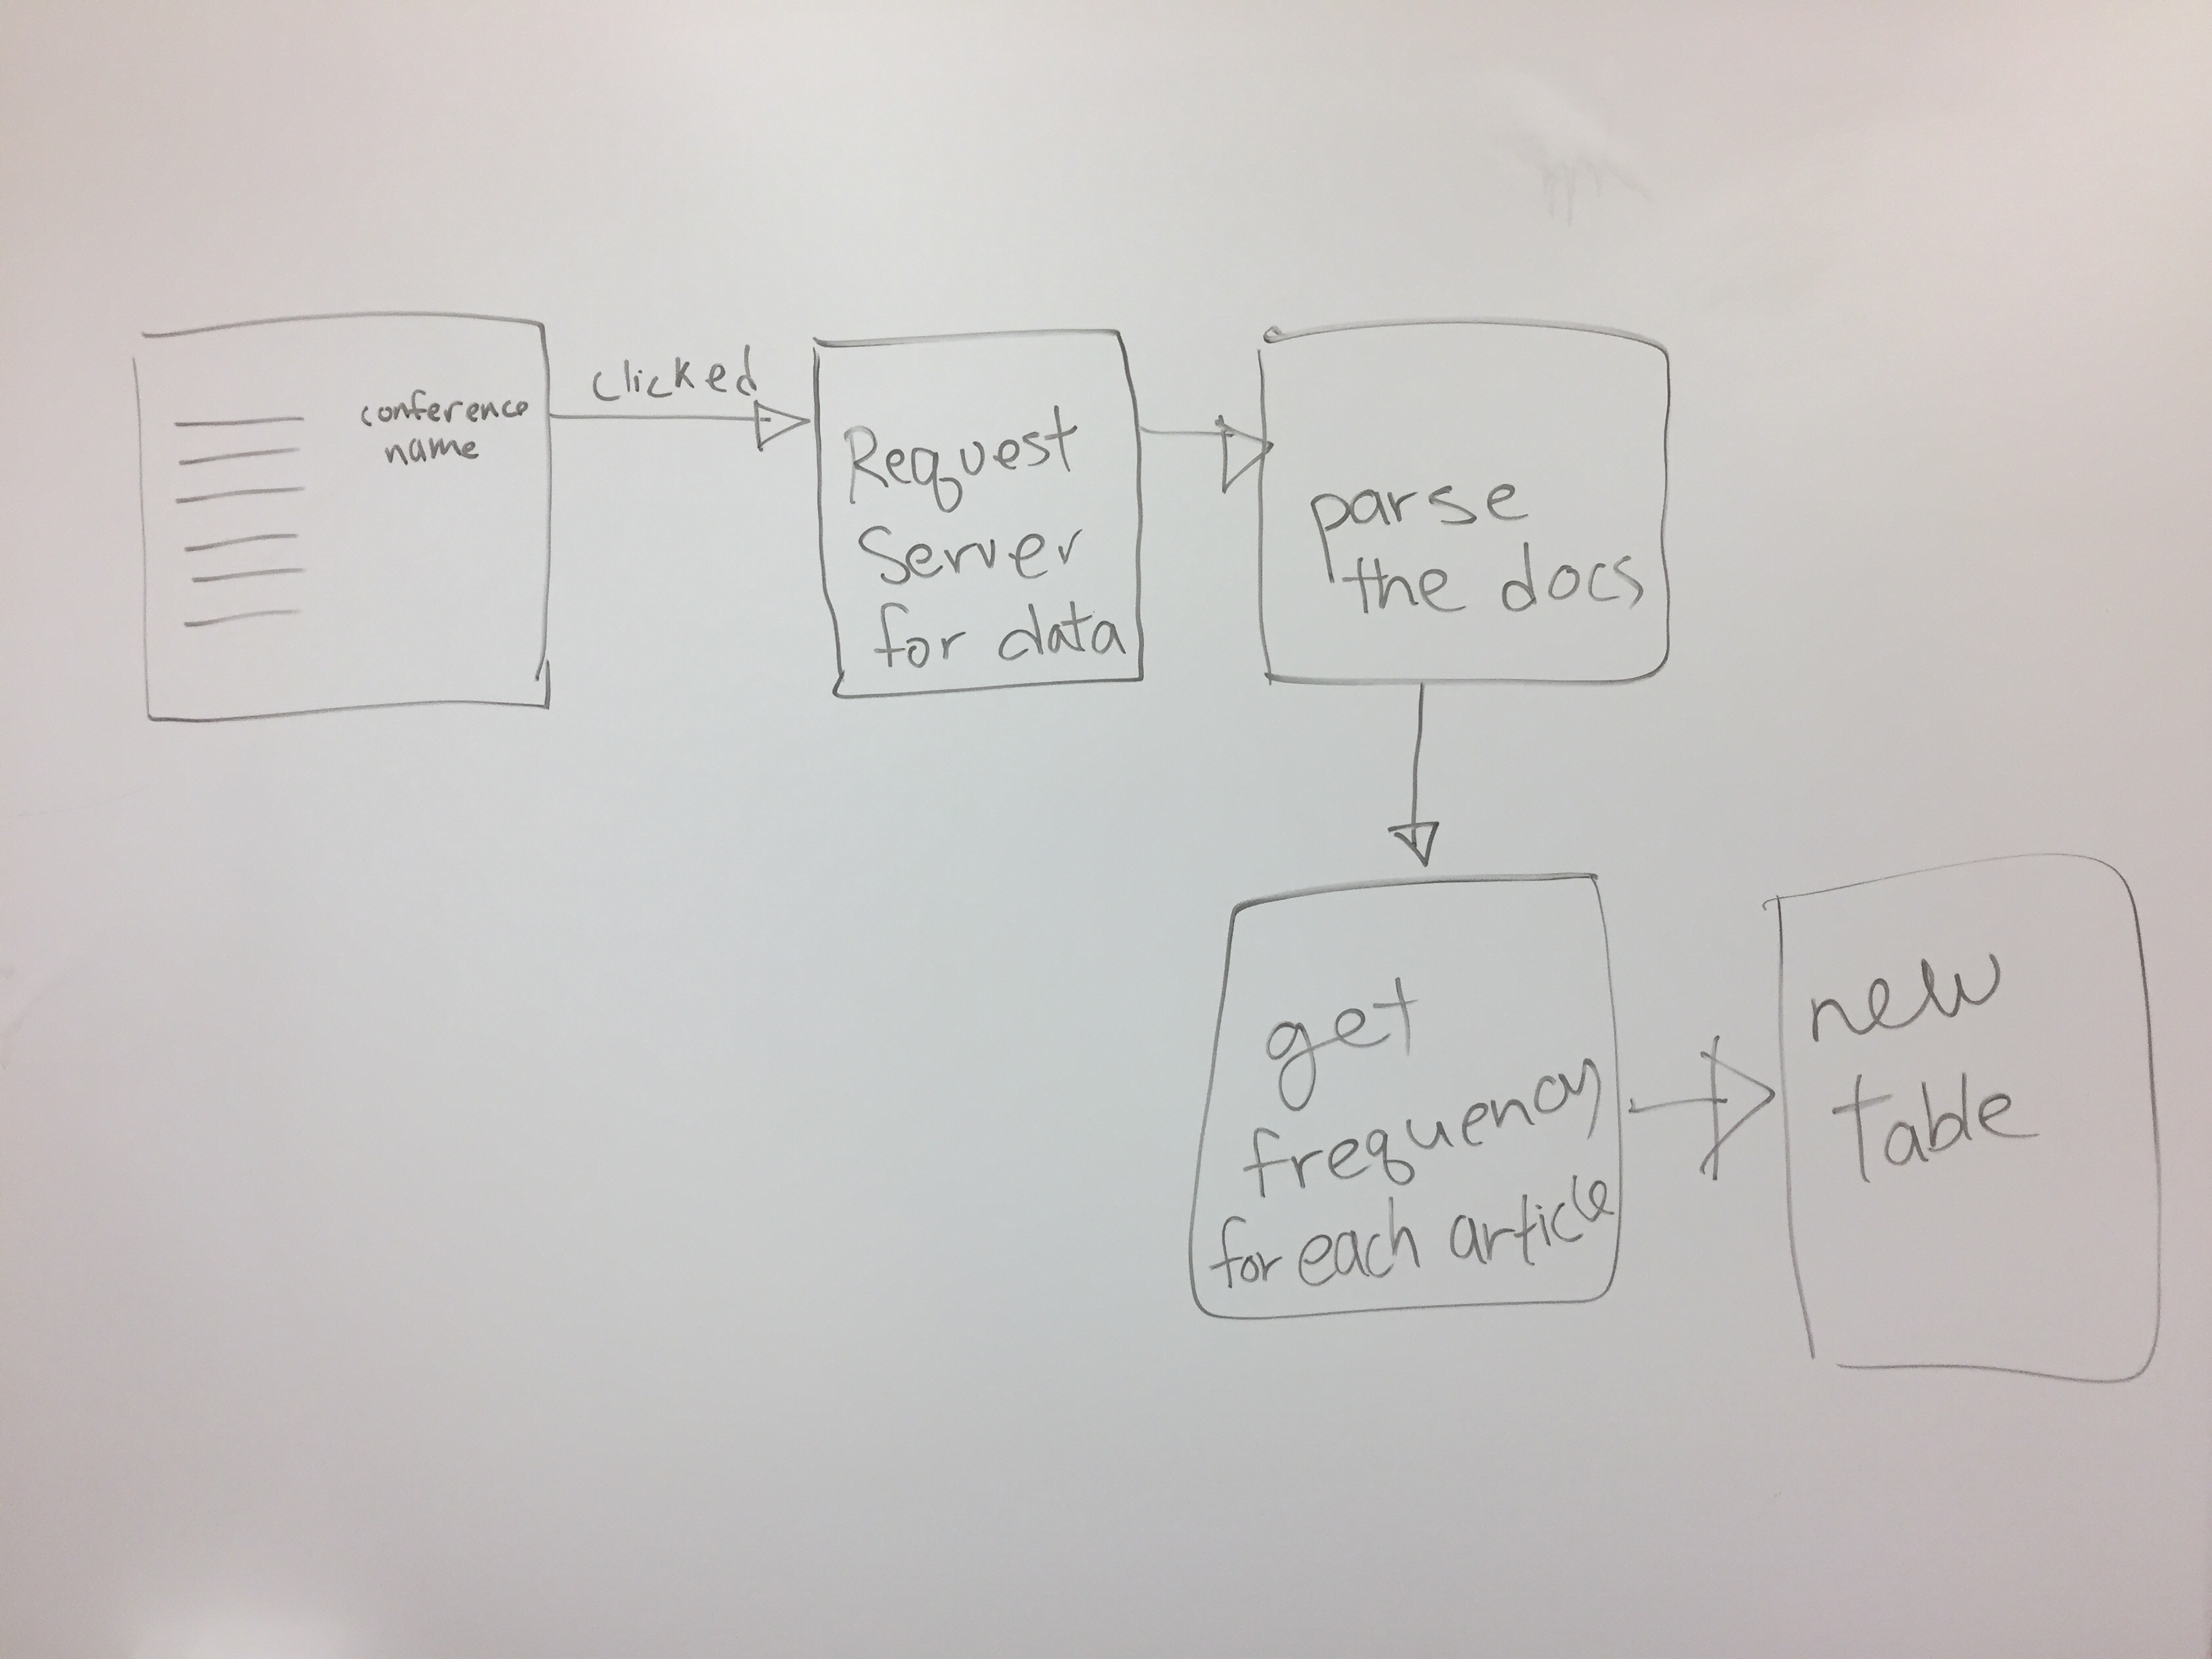 conference
name
clicked
Request
Server
for data
parse
the docs
get
frequency
for each article
new
table